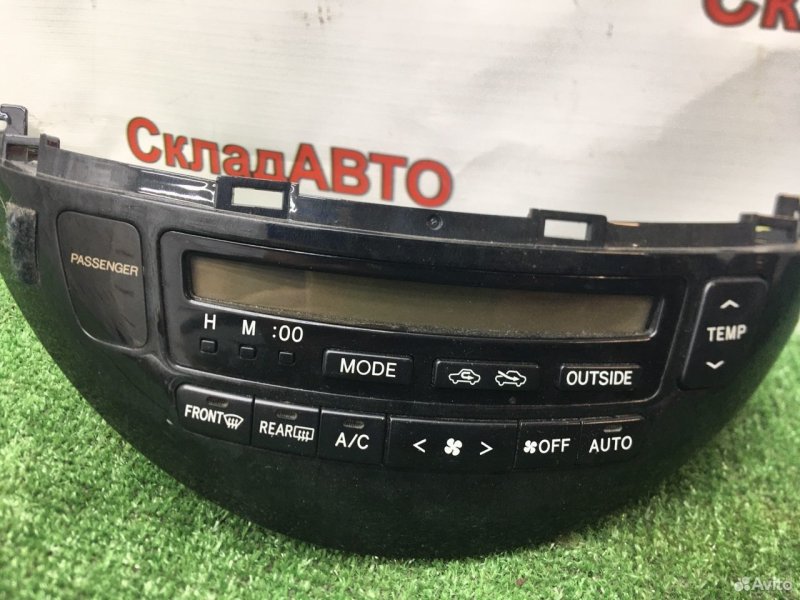 СкладАВТО
PASSENGER
H M :00
TEMP
MODE
OUTSIDE
FRONT
REAR
A/C
< >
OFF
AUTO
Avito